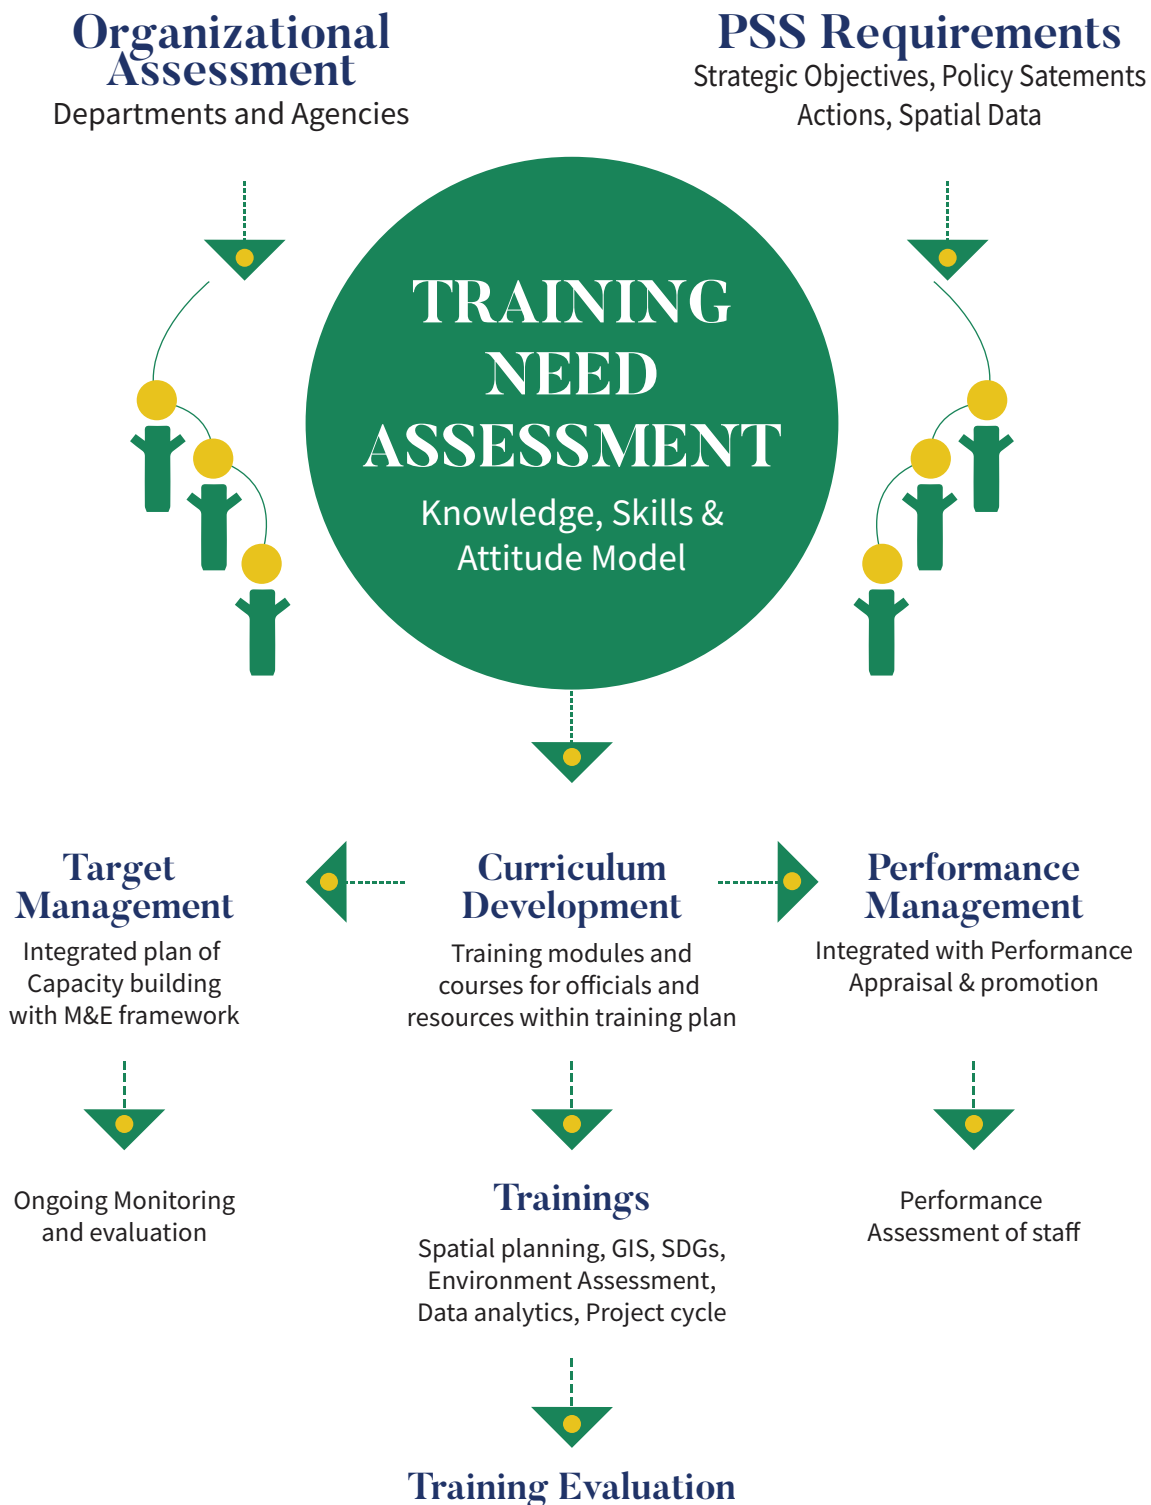 Organizational
Assessment
Departments and Agencies
PSS Requirements
Strategic Objectives, Policy Satements
Actions, Spatial Data
TRAINING
NEED
ASSESSMENT
Knowledge, Skills &
Attitude Model
Target
Management
Integrated plan of
Capacity building
with M&E framework
Curriculum
Development
Training modules and
courses for officials and
resources within training plan
Performance
Management
Integrated with Performance
Appraisal & promotion
Ongoing Monitoring
and evaluation
Trainings
Spatial planning, GIS, SDGs,
Environment Assessment,
Data analytics, Project cycle
Performance
Assessment of staff
Training Evaluation